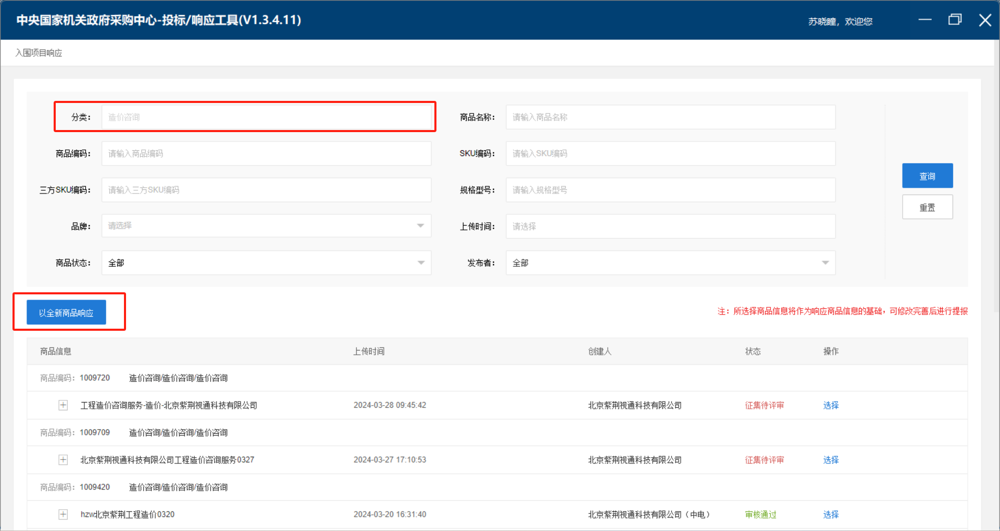 中央国家机关政府采购中心-投标/响应工具(V1.3.4.11)
苏晓瞳，欢迎您
入围项目响应
分类： 造价咨询 商品名称： 请输入商品名称
商品编码： 请输入商品编码 SKU编码： 请输入SKU编码
三方SKU编码： 请输入三方SKU编码 规格型号： 请输入规格型号
查询
重置
品牌： 请选择 上传时间： 请选择
商品状态： 全部 发布者： 全部
以全新商品响应
注：所选择商品信息将作为响应商品信息的基础，可修改完善后进行提报
商品信息 上传时间 创建人 状态 操作
商品编码：1009720 造价咨询/造价咨询/造价咨询
工程造价咨询服务-造价-北京紫荆视通科技有限公司 2024-03-28 09:45:42 北京紫荆视通科技有限公司 征集待评审 选择
商品编码：1009709 造价咨询/造价咨询/造价咨询
北京紫荆视通科技有限公司工程造价咨询服务0327 2024-03-27 17:10:53 北京紫荆视通科技有限公司 征集待评审 选择
商品编码：1009420 造价咨询/造价咨询/造价咨询
hzw北京紫荆工程造价0320 2024-03-20 16:31:40 北京紫荆视通科技有限公司（中电） 审核通过 选择